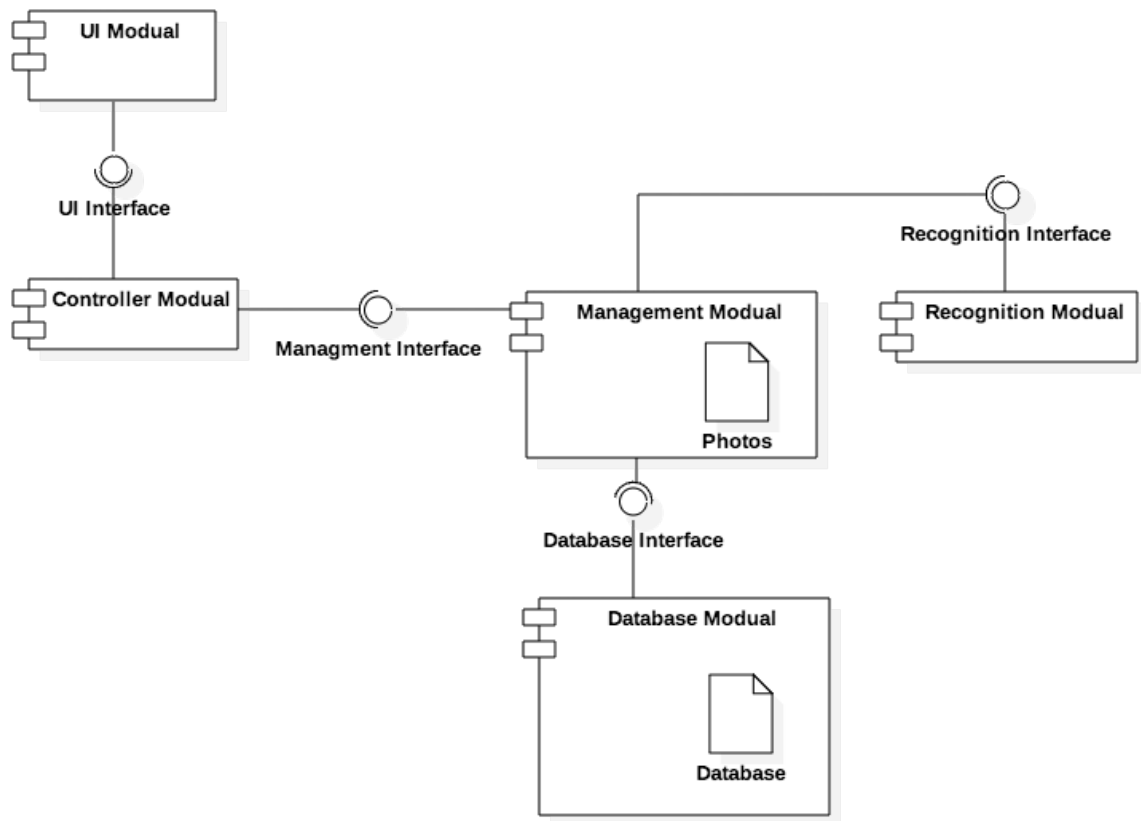 UI Modual
UI Interface
Recognition Interface
Controller Modual
Managment Interface
Management Modual
Recognition Modual
Photos
Database Interface
Database Modual
Database